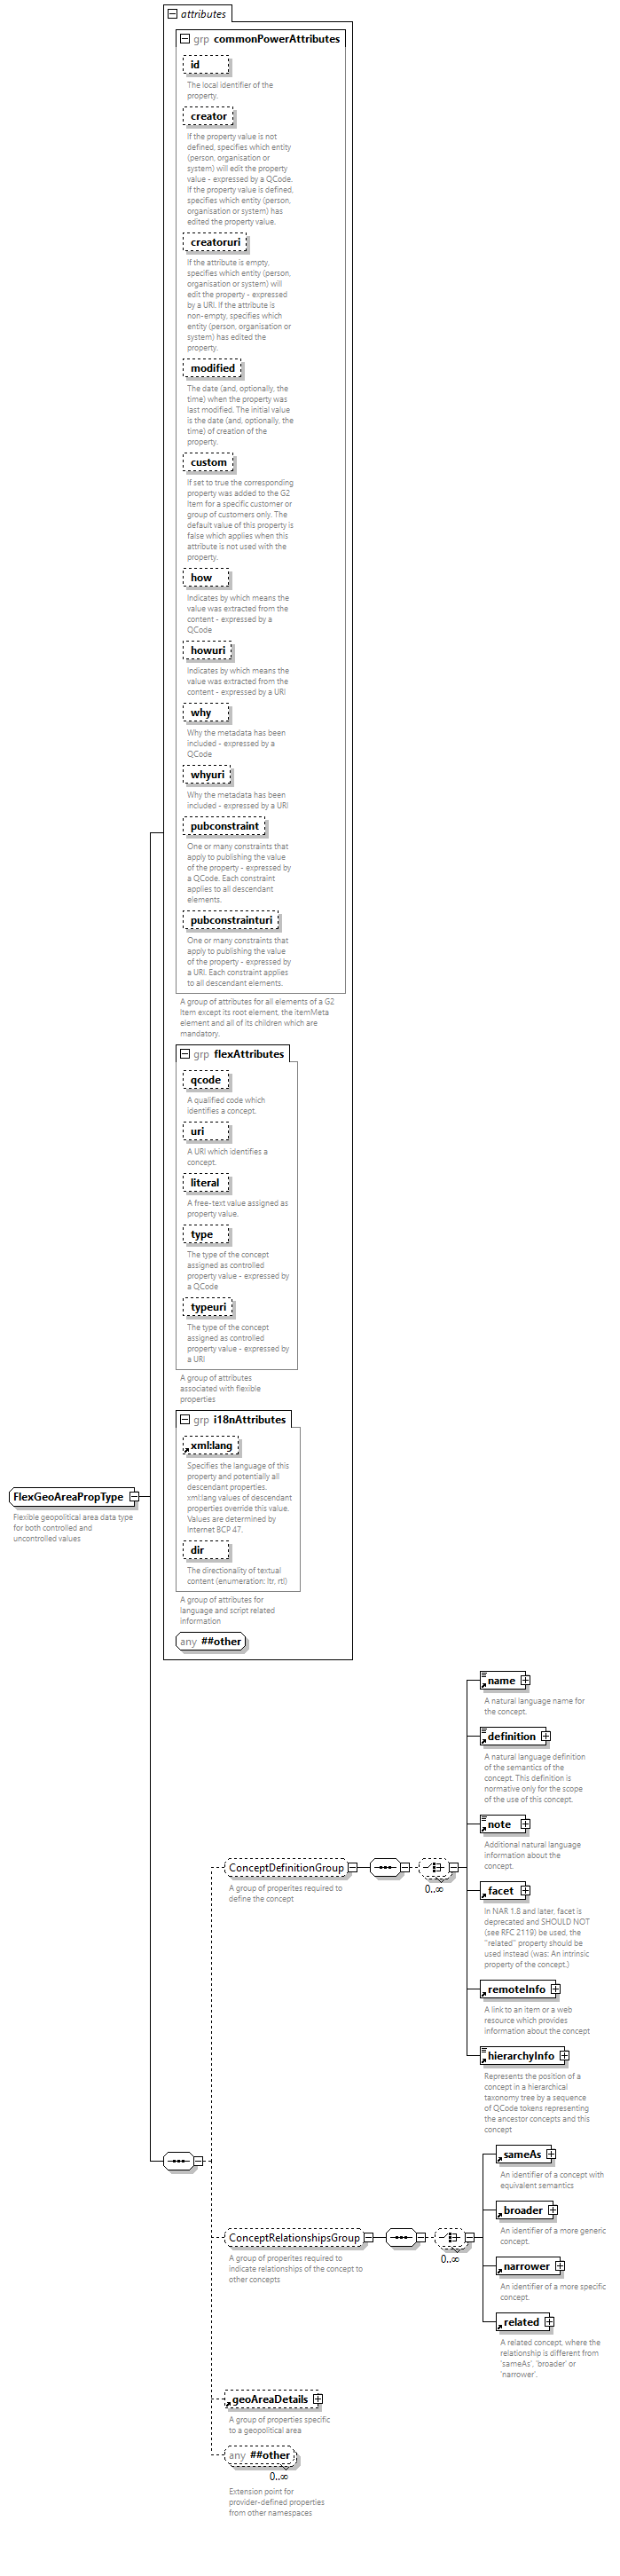 attributes
grp commonPowerAttributes
id
The local identifier of the
property.
creator
If the property value is not
defined, specifies which entity
(person, organisation or
system) will edit the property
value - expressed by a QCode.
If the property value is defined,
specifies which entity (person,
organisation or system) has
edited the property value.
creatoruri
If the attribute is empty,
specifies which entity (person,
organisation or system) will
edit the property - expressed
by a URI. If the attribute is
non-empty, specifies which
entity (person, organisation or
system) has edited the
property.
modified
The date (and, optionally, the
time) when the property was
last modified. The initial value
is the date (and, optionally, the
time) of creation of the
property.
custom
If set to true the corresponding
property was added to the G2
Item for a specific customer or
group of customers only. The
default value of this property is
false which applies when this
attribute is not used with the
property.
how
Indicates by which means the
value was extracted from the
content - expressed by a
QCode
howuri
Indicates by which means the
value was extracted from the
content - expressed by a URI
why
Why the metadata has been
included - expressed by a
QCode
whyuri
Why the metadata has been
included - expressed by a URI
pubconstraint
One or many constraints that
apply to publishing the value
of the property - expressed by
a QCode. Each constraint
applies to all descendant
elements.
pubconstrainturi
One or many constraints that
apply to publishing the value
of the property - expressed by
a URI. Each constraint applies
to all descendant elements.
A group of attributes for all elements of a G2
Item except its root element, the itemMeta
element and all of its children which are
mandatory.
grp flexAttributes
qcode
A qualified code which
identifies a concept.
uri
A URI which identifies a
concept.
literal
A free-text value assigned as
property value.
type
The type of the concept
assigned as controlled
property value - expressed by
a QCode
typeuri
The type of the concept
assigned as controlled
property value - expressed by
a URI
A group of attributes
associated with flexible
properties
grp i18nAttributes
xml:lang
Specifies the language of this
property and potentially all
descendant properties.
xml:lang values of descendant
properties override this value.
Values are determined by
Internet BCP 47.
dir
The directionality of textual
content (enumeration: ltr, rtl)
A group of attributes for
language and script related
information
any ##other
FlexGeoAreaPropType
Flexible geopolitical area data type
for both controlled and
uncontrolled values
ConceptDefinitionGroup
0..∞
A group of properites required to
define the concept
name
A natural language name for
the concept.
definition
A natural language definition
of the semantics of the
concept. This definition is
normative only for the scope
of the use of this concept.
note
Additional natural language
information about the
concept.
facet
In NAR 1.8 and later, facet is
deprecated and SHOULD NOT
(see RFC 2119) be used, the
"related" property should be
used instead (was: An intrinsic
property of the concept.)
remoteInfo
A link to an item or a web
resource which provides
information about the concept
hierarchyInfo
Represents the position of a
concept in a hierarchical
taxonomy tree by a sequence
of QCode tokens representing
the ancestor concepts and this
concept
ConceptRelationshipsGroup
0..∞
A group of properites required to
indicate relationships of the concept to
other concepts
sameAs
An identifier of a concept with
equivalent semantics
broader
An identifier of a more generic
concept.
narrower
An identifier of a more specific
concept.
related
A related concept, where the
relationship is different from
'sameAs', 'broader' or
'narrower'.
geoAreaDetails
A group of properties specific
to a geopolitical area
any ##other
0..∞
Extension point for
provider-defined properties
from other namespaces